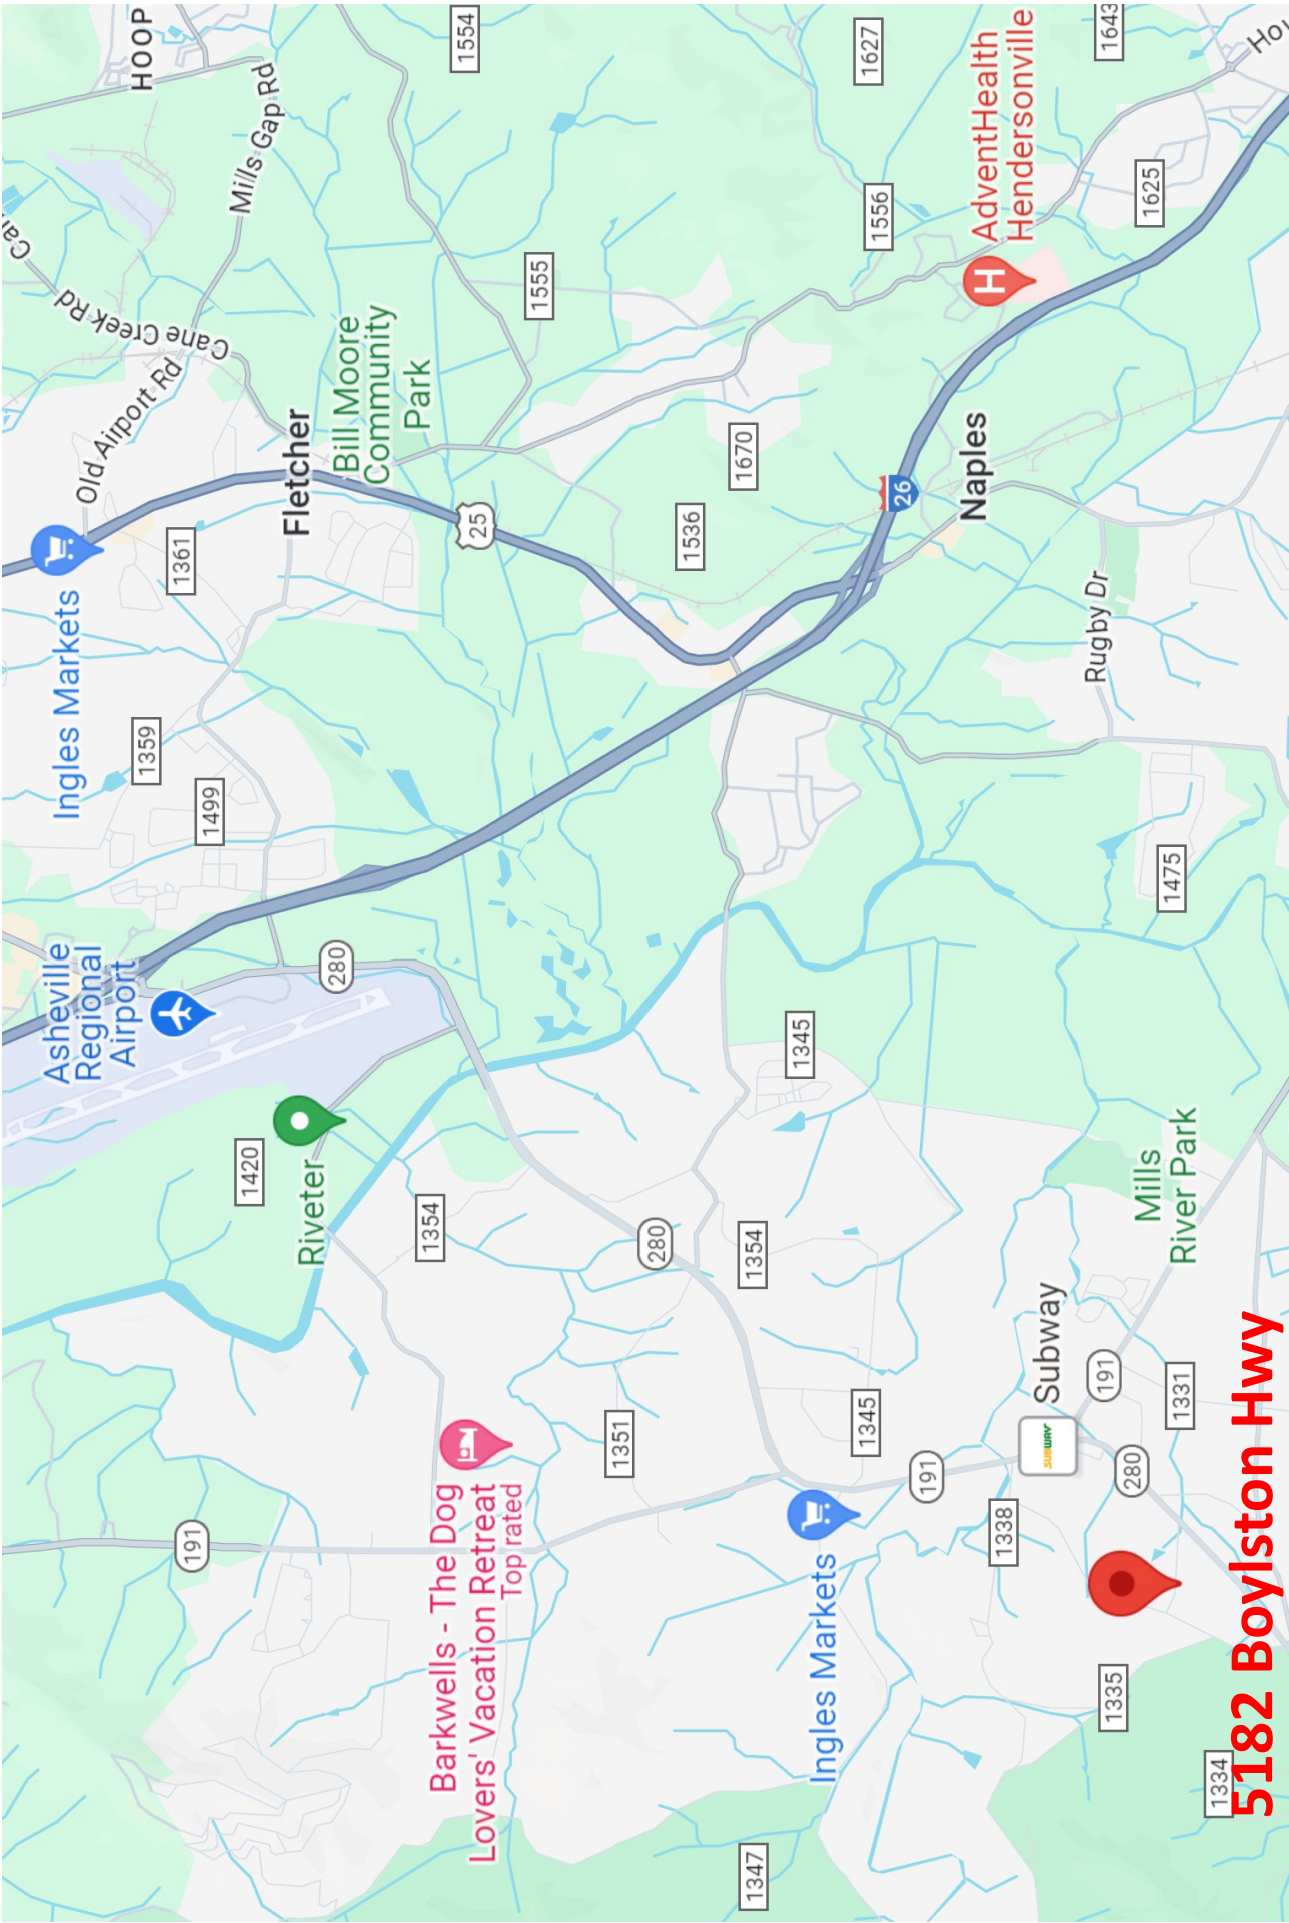 HOOP
Mills Gap Rd
Cane Creek Rd
Old Airport Rd
Ingles Markets
1361
1359
1499
Fletcher
Bill Moore
Community
Park
25
1554
1555
1627
1556
1643
1625
AdventHealth
Hendersonville
H
1670
1536
26
Naples
Rugby Dr
1475
Asheville
Regional
Airport
280
1420
Riveter
1354
280
1354
1345
Mills
River Park
191
Barkwells - The Dog
Lovers' Vacation Retreat
Top rated
1351
1345
Ingles Markets
191
Subway
SUBWAY
191
1331
280
1338
1335
1334
1347
5182 Boylston Hwy